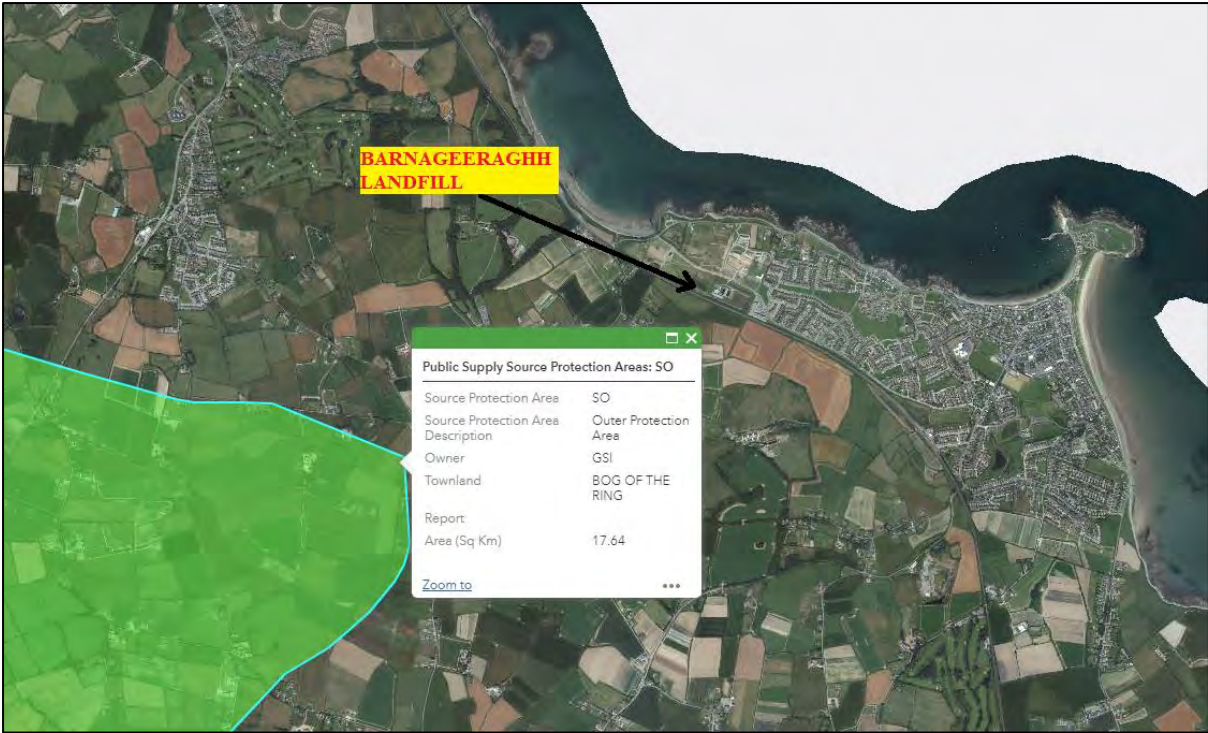 BARNAGEERAGHH
LANDFILL
Public Supply Source Protection Areas: SO
Source Protection Area SO
Source Protection Area Description Outer Protection Area
Owner GSI
Townland BOG OF THE RING
Report
Area (Sq Km) 17.64
Zoom to